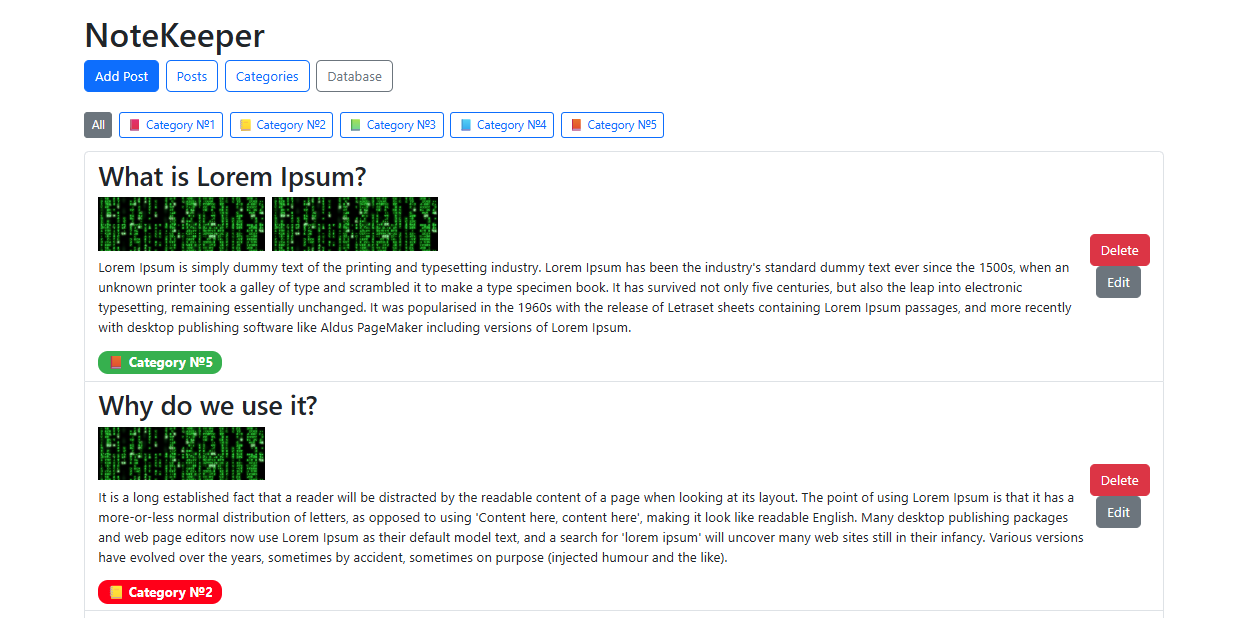 NoteKeeper
Add Post Posts Categories Database
All Category №1 Category №2 Category №3 Category №4 Category №5
What is Lorem Ipsum?
Lorem Ipsum is simply dummy text of the printing and typesetting industry. Lorem Ipsum has been the industry's standard dummy text ever since the 1500s, when an
unknown printer took a galley of type and scrambled it to make a type specimen book. It has survived not only five centuries, but also the leap into electronic
typesetting, remaining essentially unchanged. It was popularised in the 1960s with the release of Letraset sheets containing Lorem Ipsum passages, and more recently
with desktop publishing software like Aldus PageMaker including versions of Lorem Ipsum.
Category №5
Delete
Edit
Why do we use it?
It is a long established fact that a reader will be distracted by the readable content of a page when looking at its layout. The point of using Lorem Ipsum is that it has a
more-or-less normal distribution of letters, as opposed to using 'Content here, content here', making it look like readable English. Many desktop publishing packages
and web page editors now use Lorem Ipsum as their default model text, and a search for 'lorem ipsum' will uncover many web sites still in their infancy. Various versions
have evolved over the years, sometimes by accident, sometimes on purpose (injected humour and the like).
Category №2
Delete
Edit